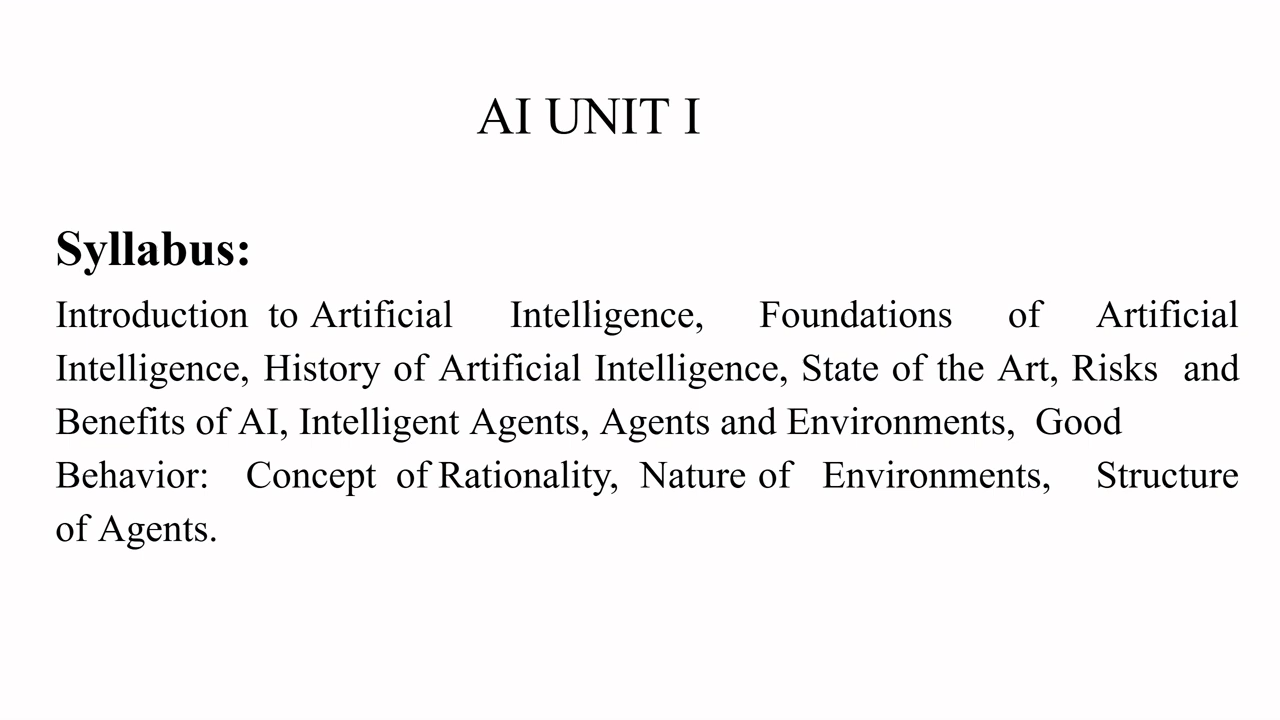 AI UNIT I
Syllabus:
Introduction to Artificial Intelligence, Foundations of Artificial
Intelligence, History of Artificial Intelligence, State of the Art, Risks and
Benefits of AI, Intelligent Agents, Agents and Environments, Good
Behavior: Concept of Rationality, Nature of Environments, Structure
of Agents.